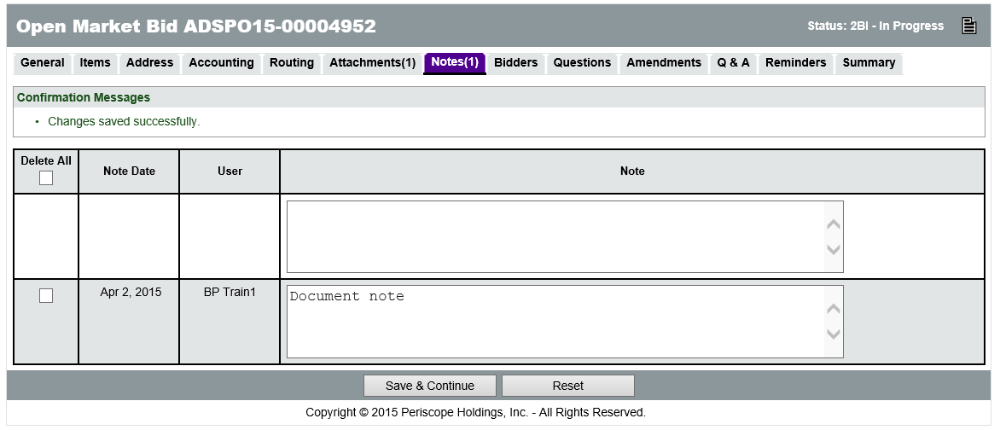 Open Market Bid ADSPO15-00004952 Status: 2BI - In Progress
General Items Address Accounting Routing Attachments(1) Notes(1) Bidders Questions Amendments Q & A Reminders Summary
Confirmation Messages
• Changes saved successfully.
Delete All Note Date User Note
Apr 2, 2015 BP Train1 Document note
Save & Continue Reset
Copyright © 2015 Periscope Holdings, Inc. - All Rights Reserved.